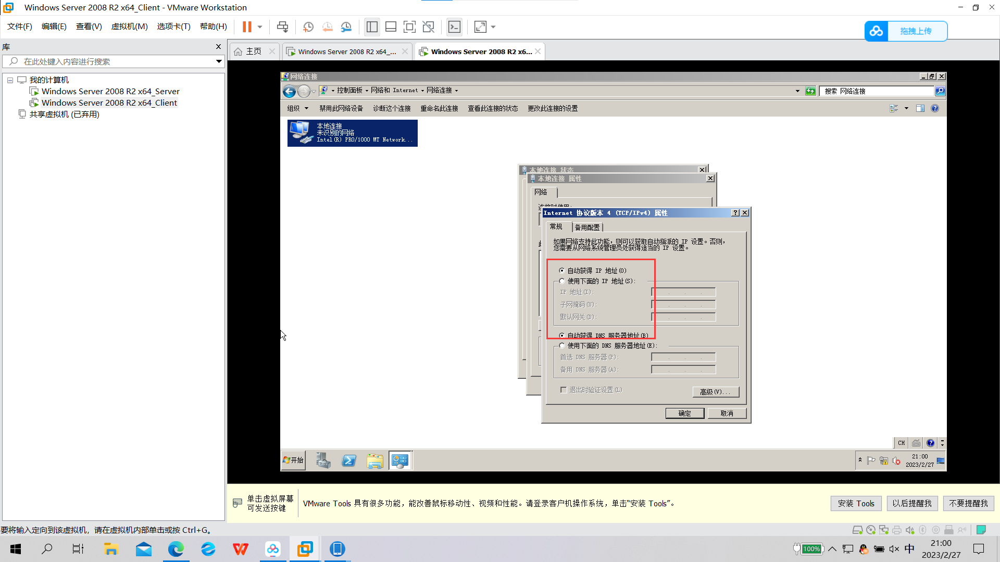 Windows Server 2008 R2 x64_Client - VMware Workstation
文件(F) 编辑(E) 查看(V) 虚拟机(M) 选项卡(T) 帮助(H)
拖拽上传
库
主页
Windows Server 2008 R2 x64_...
Windows Server 2008 R2 x6...
在此处键入内容进行搜索
我的计算机
Windows Server 2008 R2 x64_Server
Windows Server 2008 R2 x64_Client
共享虚拟机 (已弃用)
网络连接
控制面板 网络和 Internet 网络连接
搜索 网络连接
组织 禁用此网络设备 诊断这个连接 重命名此连接 查看此连接的状态 更改此连接的设置
本地连接
未识别的网络
Intel(R) PRO/1000 MT Network...
本地连接 状态
本地连接 属性
网络
连接时使用:
Internet 协议版本 4 (TCP/IPv4) 属性
常规 备用配置
如果网络支持此功能，则可以获取自动指派的 IP 设置。否则，
您需要从网络系统管理员处获得适当的 IP 设置。
自动获得 IP 地址(O)
使用下面的 IP 地址(S):
IP 地址(I):
子网掩码(U):
默认网关(D):
自动获得 DNS 服务器地址(B)
使用下面的 DNS 服务器地址(E):
首选 DNS 服务器(P):
备用 DNS 服务器(A):
退出时验证设置(L)
高级(V)...
确定 取消
CH
开始
21:00
2023/2/27
单击虚拟屏幕
可发送按键
VMware Tools 具有很多功能，能改善鼠标移动性、视频和性能。请登录客户机操作系统，单击“安装 Tools”。
安装 Tools 以后提醒我 不要提醒我
要将输入定向到该虚拟机，请在虚拟机内部单击或按 Ctrl+G。
100%
中
21:00
2023/2/27